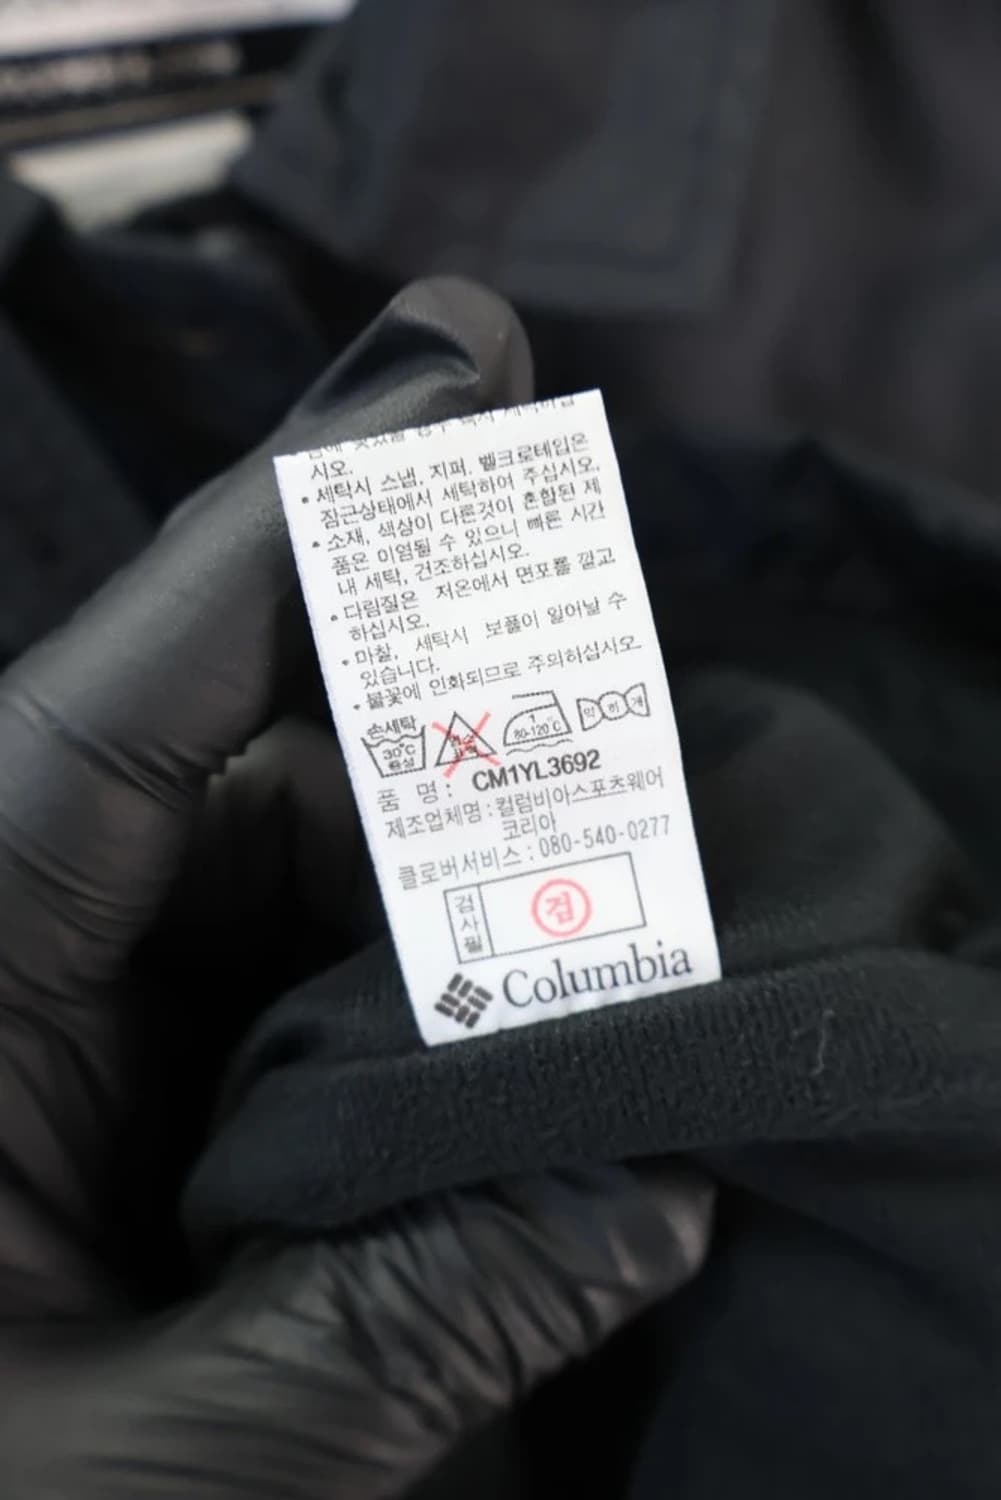 시오.
• 세탁시 스냅, 지퍼, 벨크로테입은
잠근상태에서 세탁하여 주십시오.
• 소재, 색상이 다른것이 혼합된 제
품은 이염될 수 있으니 빠른 시간
내 세탁, 건조하십시오.
• 다림질은 저온에서 면포를 깔고
하십시오.
• 마찰, 세탁시 보풀이 일어날 수
있습니다.
• 불꽃에 인화되므로 주의하십시오.
손세탁
30°C
중성
1
80-120°C
약 히 개
품 명 : CM1YL3692
제조업체명 : 컬럼비아스포츠웨어
코리아
클로버서비스 : 080-540-0277
검사필
검
Columbia